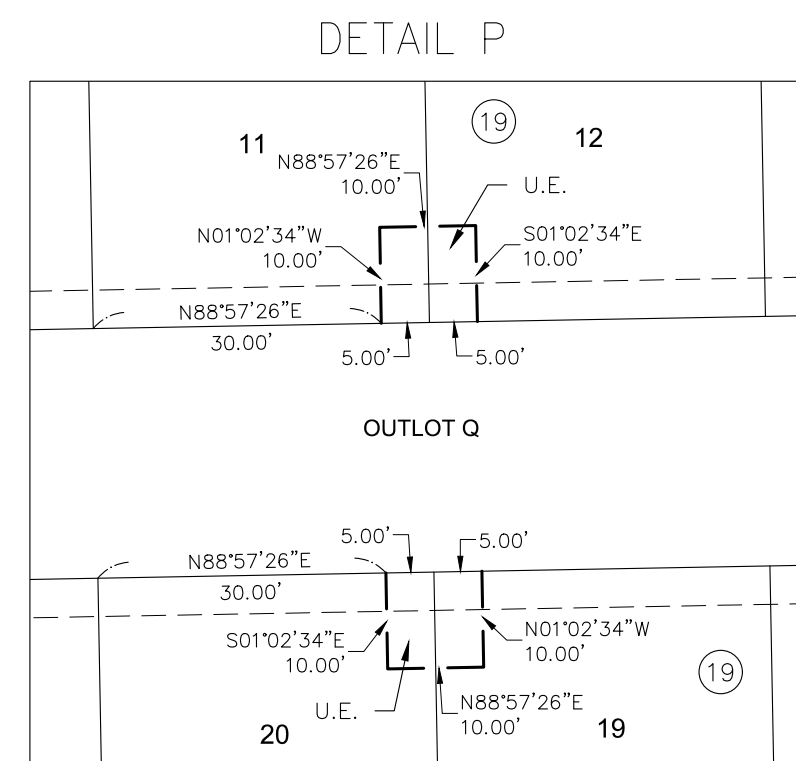 DETAIL P
19
11
12
N88°57'26"E
10.00'
U.E.
N01°02'34"W
10.00'
S01°02'34"E
10.00'
N88°57'26"E
30.00'
5.00'
5.00'
OUTLOT Q
5.00'
5.00'
N88°57'26"E
30.00'
S01°02'34"E
10.00'
N01°02'34"W
10.00'
19
U.E.
N88°57'26"E
10.00'
20
19